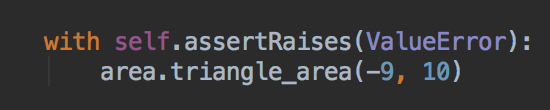 with self.assertRaises(ValueError):
    area.triangle_area(-9, 10)